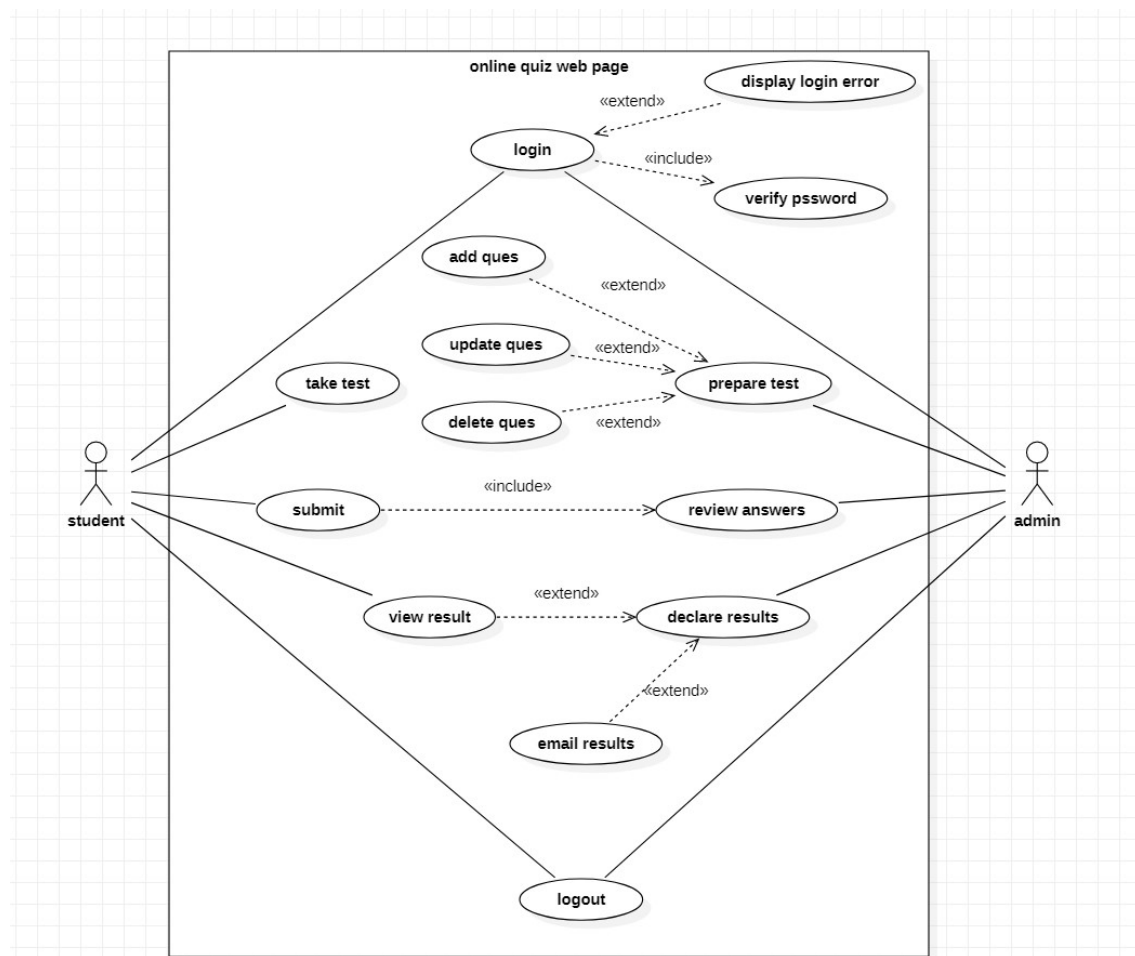 online quiz web page
display login error
«extend»
login
«include»
verify pssword
add ques
«extend»
update ques
«extend»
take test
prepare test
delete ques
«extend»
«include»
submit
review answers
student
admin
«extend»
view result
declare results
«extend»
email results
logout